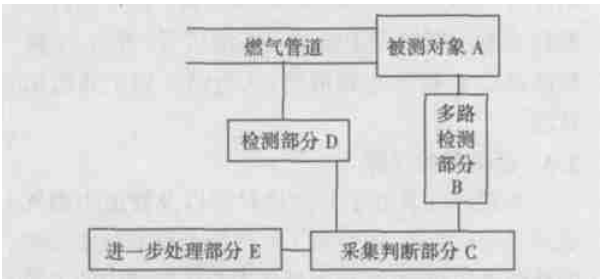 燃气管道
被测对象 A
多路
检测
部分
B
检测部分 D
进一步处理部分 E
采集判断部分 C